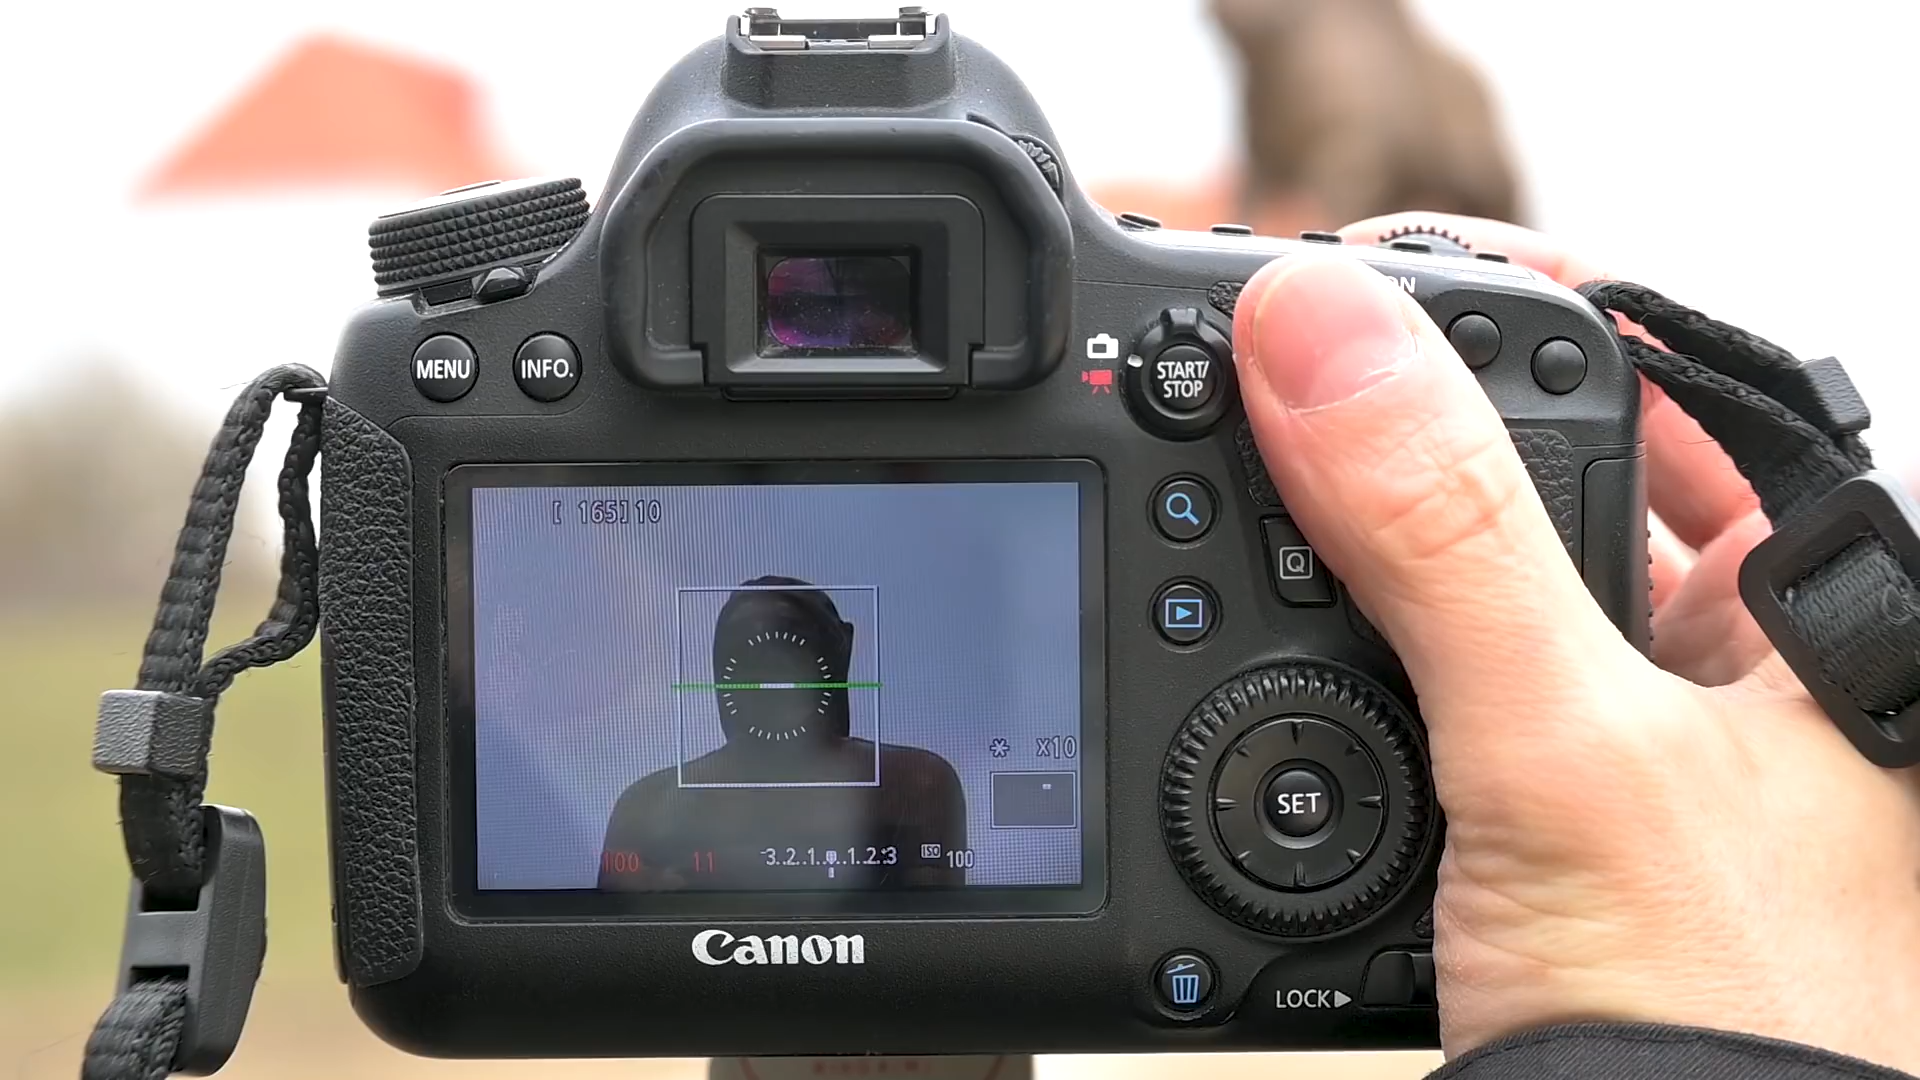 ON
MENU
INFO.
START/
STOP
[ 165] 10
Q
* x10
SET
100 11 -3..2..1..0..1..2..:3 ISO 100
Canon
LOCK▶